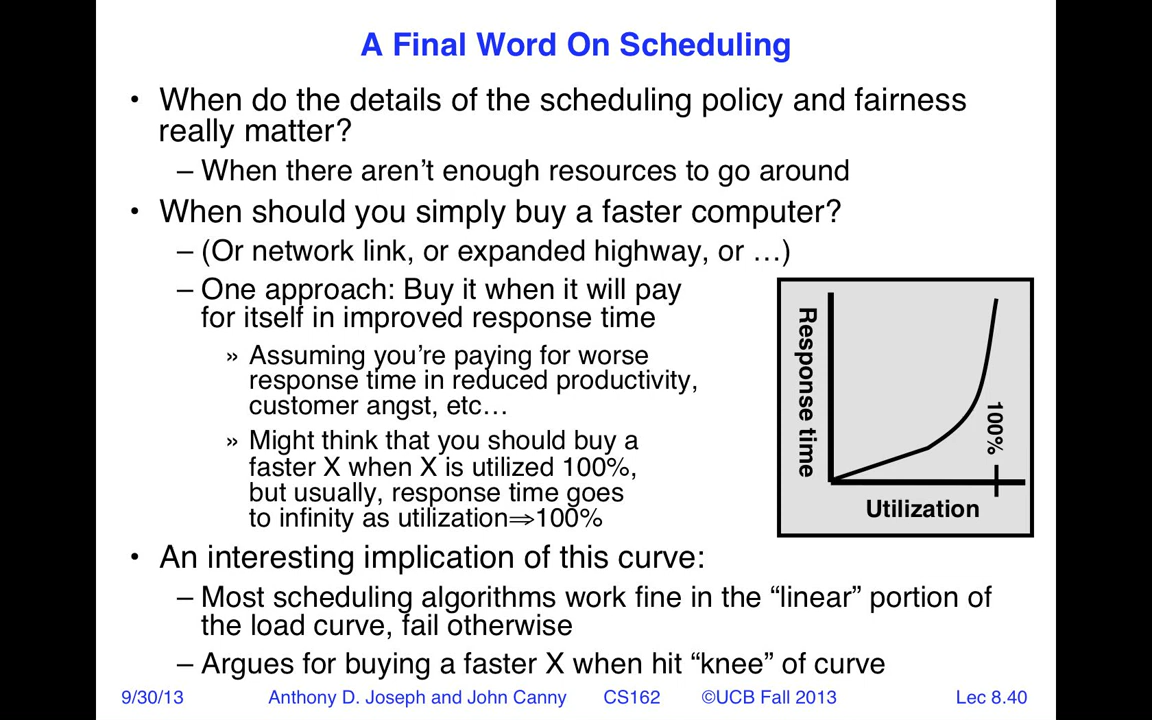 A Final Word On Scheduling
• When do the details of the scheduling policy and fairness
really matter?
– When there aren’t enough resources to go around
• When should you simply buy a faster computer?
– (Or network link, or expanded highway, or …)
– One approach: Buy it when it will pay
for itself in improved response time
» Assuming you’re paying for worse
response time in reduced productivity,
customer angst, etc…
» Might think that you should buy a
faster X when X is utilized 100%,
but usually, response time goes
to infinity as utilization⇒100%
Response time
100%
Utilization
• An interesting implication of this curve:
– Most scheduling algorithms work fine in the “linear” portion of
the load curve, fail otherwise
– Argues for buying a faster X when hit “knee” of curve
9/30/13 Anthony D. Joseph and John Canny CS162 ©UCB Fall 2013 Lec 8.40